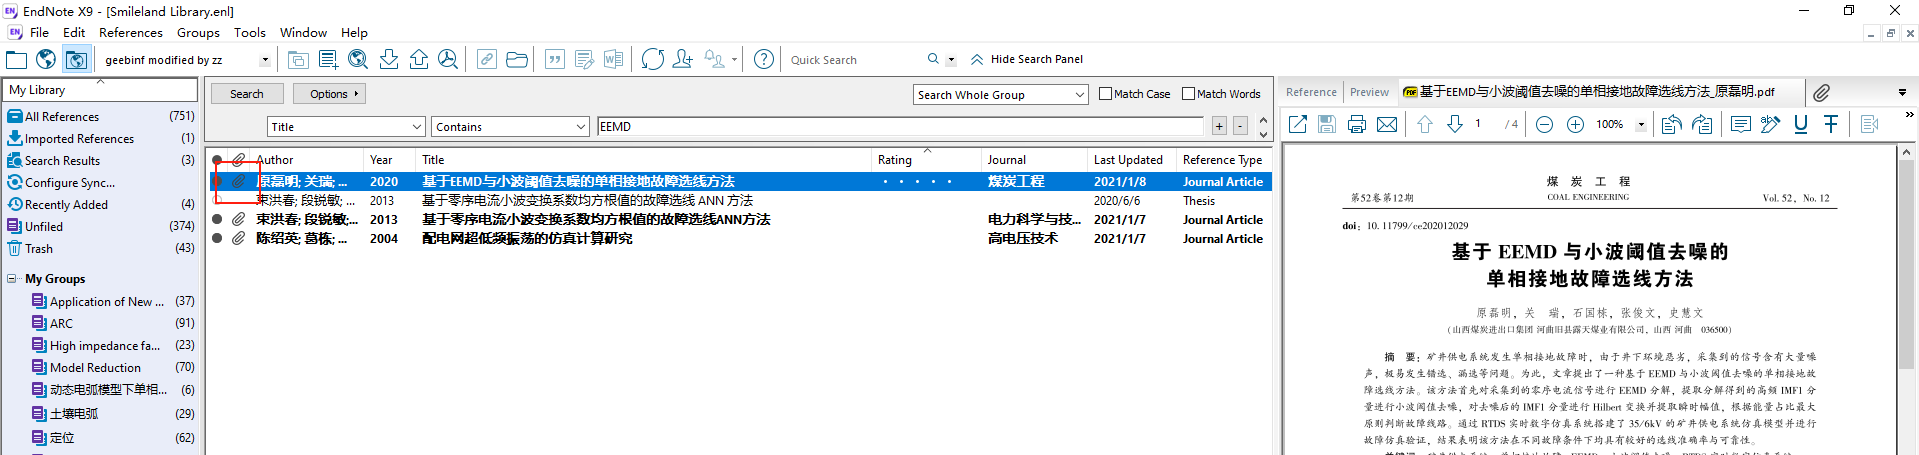 EndNote X9 - [Smileland Library.enl]
File Edit References Groups Tools Window Help
geebinf modified by zz
Quick Search
Hide Search Panel
My Library
All References (751)
Imported References (1)
Search Results (3)
Configure Sync...
Recently Added (4)
Unfiled (374)
Trash (43)
My Groups
Application of New ... (37)
ARC (91)
High impedance fa... (23)
Model Reduction (70)
动态电弧模型下单相... (6)
土壤电弧 (29)
定位 (62)
Search Options Search Whole Group Match Case Match Words
Title Contains EEMD + -
Author Year Title Rating Journal Last Updated Reference Type
原磊明; 关瑞; ... 2020 基于EEMD与小波阈值去噪的单相接地故障选线方法 煤炭工程 2021/1/8 Journal Article
束洪春; 段锐敏; ... 2013 基于零序电流小波变换系数均方根值的故障选线 ANN 方法 2020/6/6 Thesis
束洪春; 段锐敏;... 2013 基于零序电流小波变换系数均方根值的故障选线ANN方法 电力科学与技... 2021/1/7 Journal Article
陈绍英; 葛栋; ... 2004 配电网超低频振荡的仿真计算研究 高电压技术 2021/1/7 Journal Article
Reference Preview PDF 基于EEMD与小波阈值去噪的单相接地故障选线方法_原磊明.pdf
1 / 4 100%
煤 炭 工 程
第52卷第12期 COAL ENGINEERING Vol. 52, No. 12
doi: 10. 11799/ce202012029
基于 EEMD 与小波阈值去噪的
单相接地故障选线方法
原磊明, 关 瑞, 石国栋, 张俊文, 史慧文
(山西煤炭进出口集团 河曲旧县露天煤业有限公司, 山西 河曲 036500)
摘 要: 矿井供电系统发生单相接地故障时, 由于井下环境恶劣, 采集到的信号含有大量噪
声, 极易发生错选、漏选等问题。为此, 文章提出了一种基于 EEMD 与小波阈值去噪的单相接地故
障选线方法。该方法首先对采集到的零序电流信号进行 EEMD 分解, 提取分解得到的高频 IMF1 分
量进行小波阈值去噪, 对去噪后的 IMF1 分量进行 Hilbert 变换并提取瞬时幅值, 根据能量占比最大
原则判断故障线路。通过 RTDS 实时数字仿真系统搭建了 35/6kV 的矿井供电系统仿真模型并进行
故障仿真验证, 结果表明该方法在不同故障条件下均具有较好的选线准确率与可靠性。